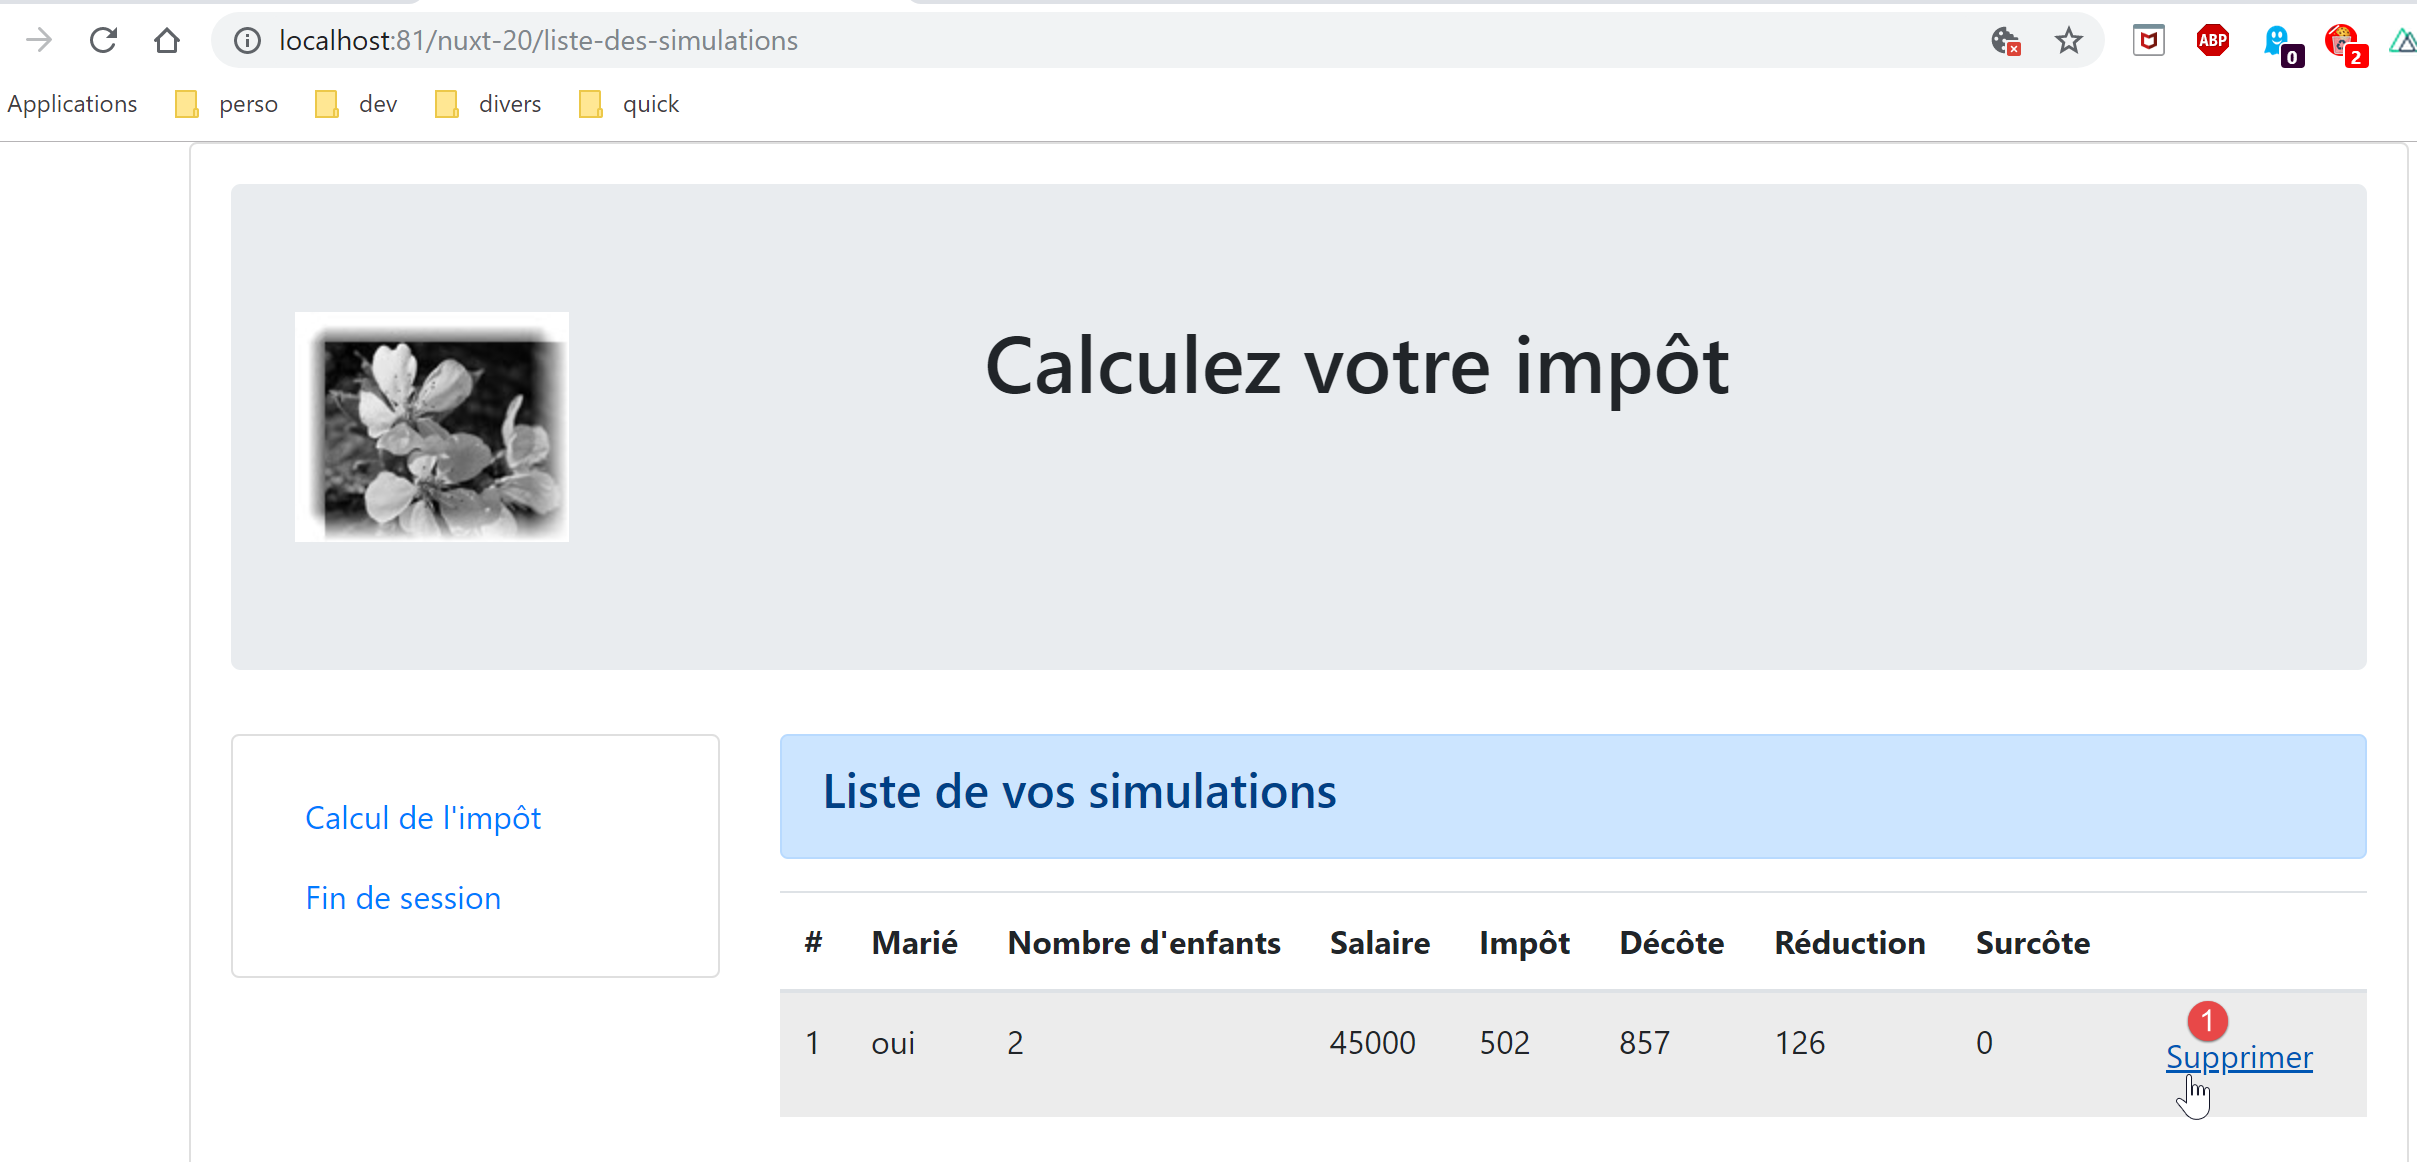 localhost:81/nuxt-20/liste-des-simulations
ABP
0
2
Applications perso dev divers quick
Calculez votre impôt
Calcul de l'impôt
Fin de session
Liste de vos simulations
# Marié Nombre d'enfants Salaire Impôt Décôte Réduction Surcôte
1 oui 2 45000 502 857 126 0
1
Supprimer